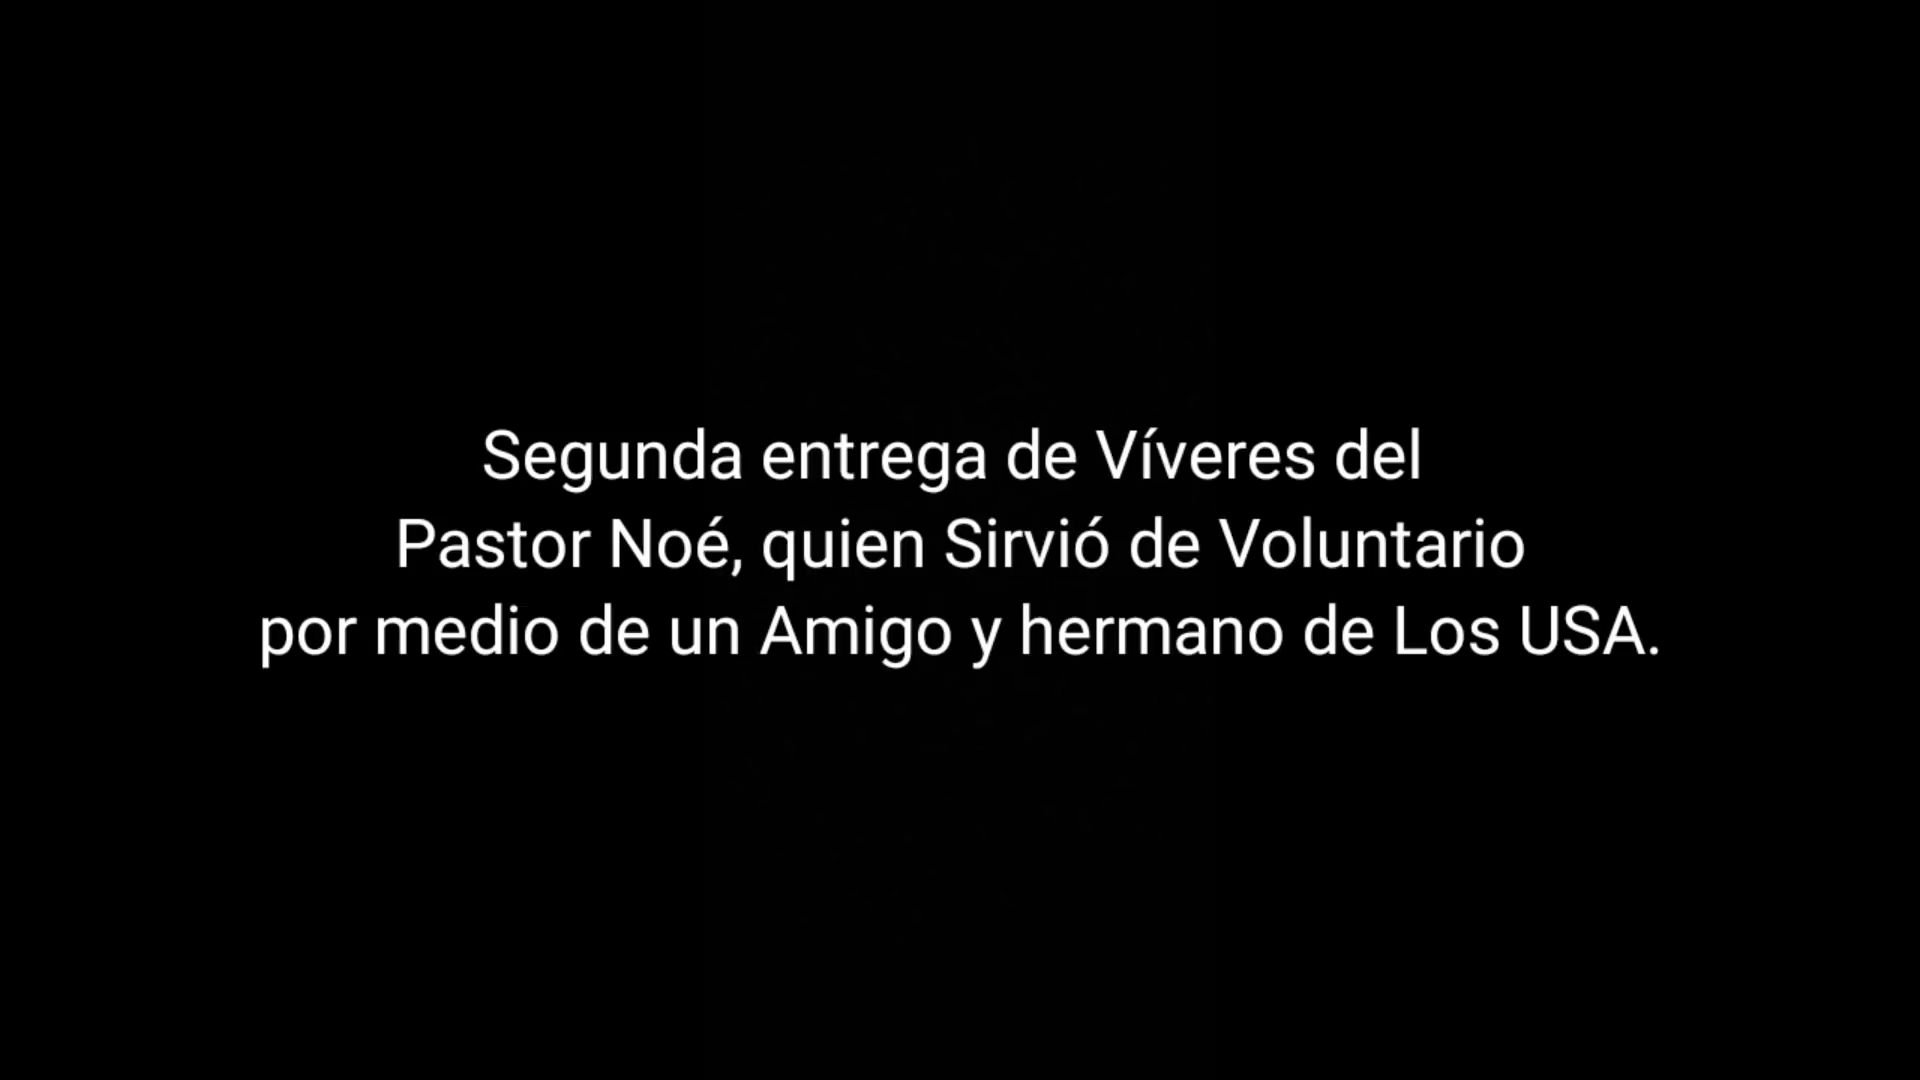 Segunda entrega de Víveres del
Pastor Noé, quien Sirvió de Voluntario
por medio de un Amigo y hermano de Los USA.